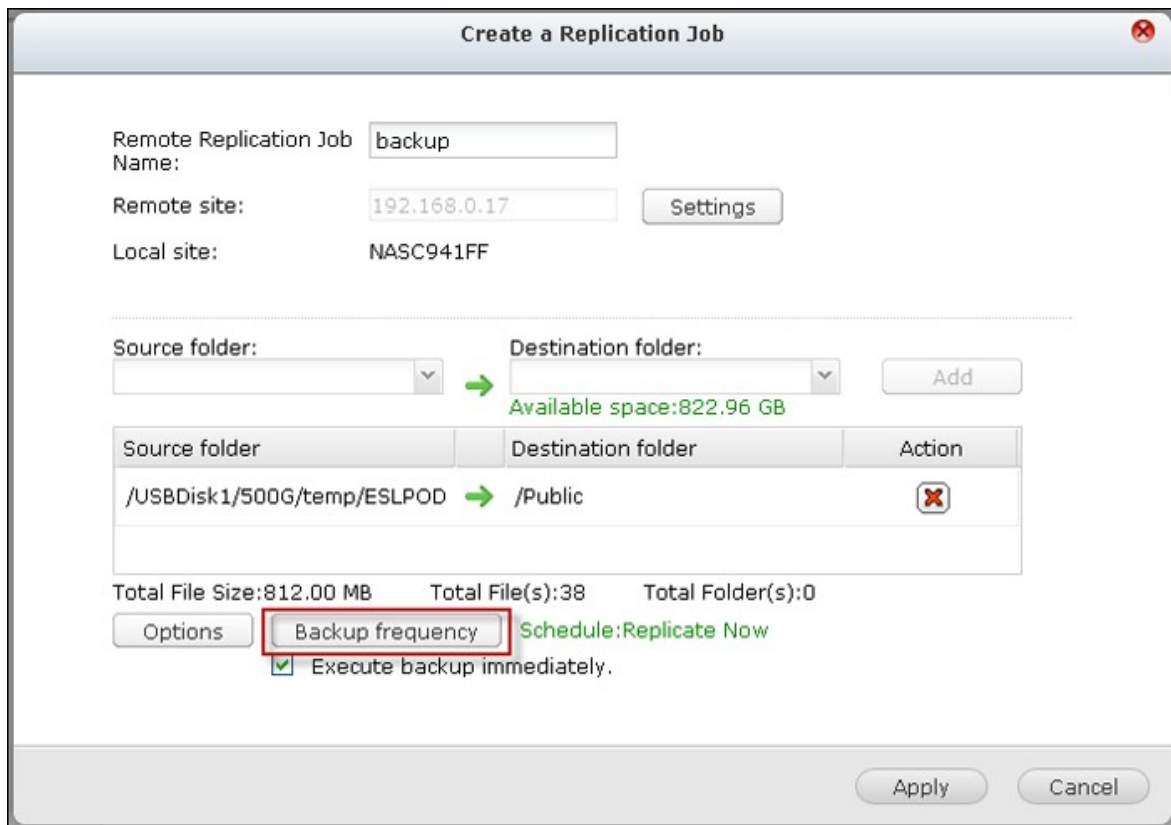 Create a Replication Job
Remote Replication Job
Name:
backup
Remote site:
192.168.0.17
Settings
Local site:
NASC941FF
Source folder:
Destination folder:
Add
Available space:822.96 GB
Source folder
Destination folder
Action
/USBDisk1/500G/temp/ESLPOD
/Public
Total File Size:812.00 MB
Total File(s):38
Total Folder(s):0
Options
Backup frequency
Schedule:Replicate Now
Execute backup immediately.
Apply
Cancel